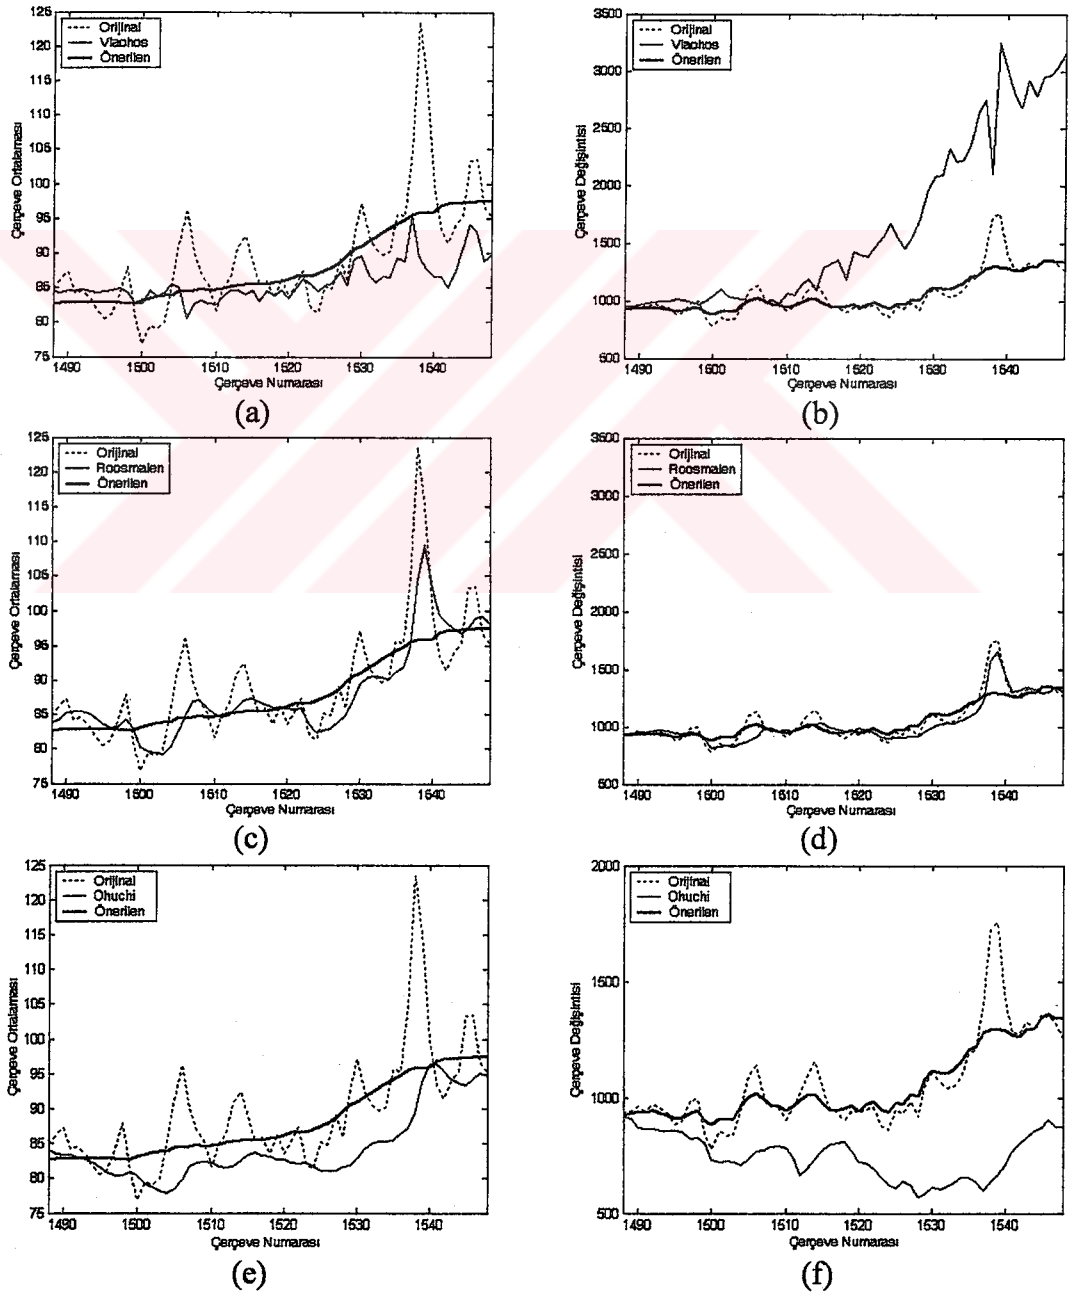 125
120
115
110
105
100
95
90
85
80
75
Orijinal
Vlachos
Önerilen
Çerçeve Ortalaması
1490 1500 1510 1520 1530 1540
Çerçeve Numarası
(a)
3500
3000
2500
2000
1500
1000
500
Orijinal
Vlachos
Önerilen
Çerçeve Değişintisi
1490 1500 1510 1520 1530 1540
Çerçeve Numarası
(b)
125
120
115
110
105
100
95
90
85
80
75
Orijinal
Roosmalen
Önerilen
Çerçeve Ortalaması
1490 1500 1510 1520 1530 1540
Çerçeve Numarası
(c)
3500
3000
2500
2000
1500
1000
500
Orijinal
Roosmalen
Önerilen
Çerçeve Değişintisi
1490 1500 1510 1520 1530 1540
Çerçeve Numarası
(d)
125
120
115
110
105
100
95
90
85
80
75
Orijinal
Ohuchi
Önerilen
Çerçeve Ortalaması
1490 1500 1510 1520 1530 1540
Çerçeve Numarası
(e)
2000
1500
1000
500
Orijinal
Ohuchi
Önerilen
Çerçeve Değişintisi
1490 1500 1510 1520 1530 1540
Çerçeve Numarası
(f)